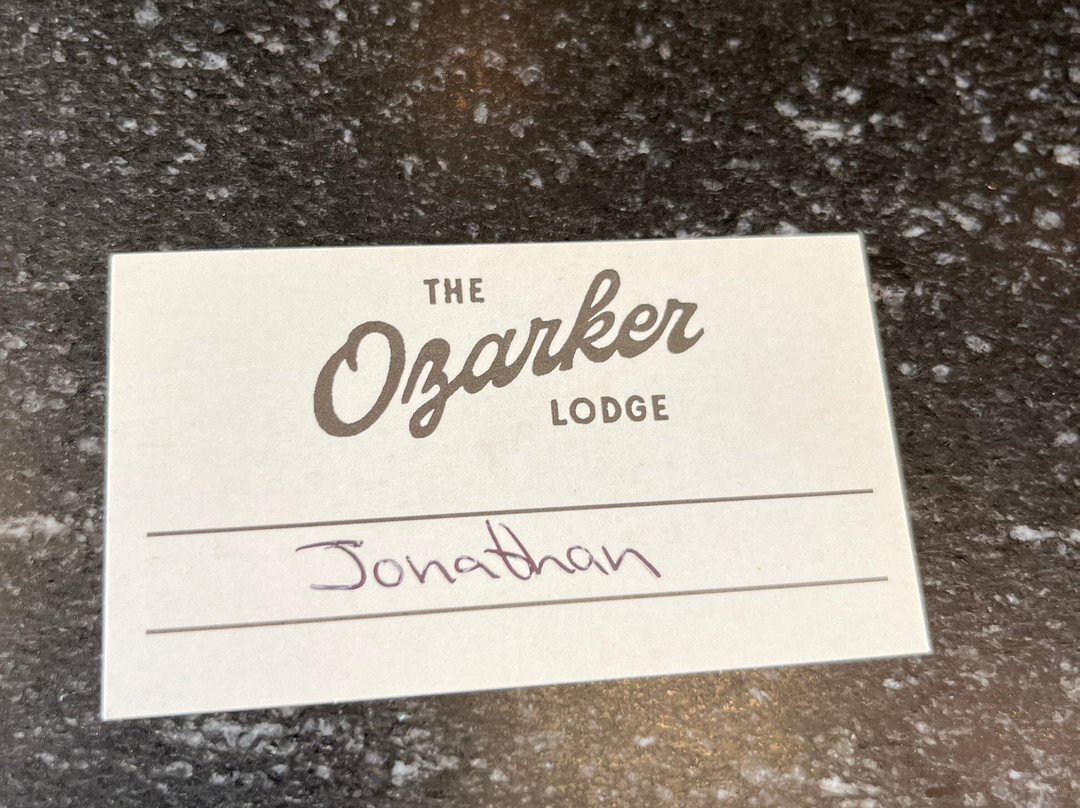 THE
Ozarker
LODGE
Jonathan